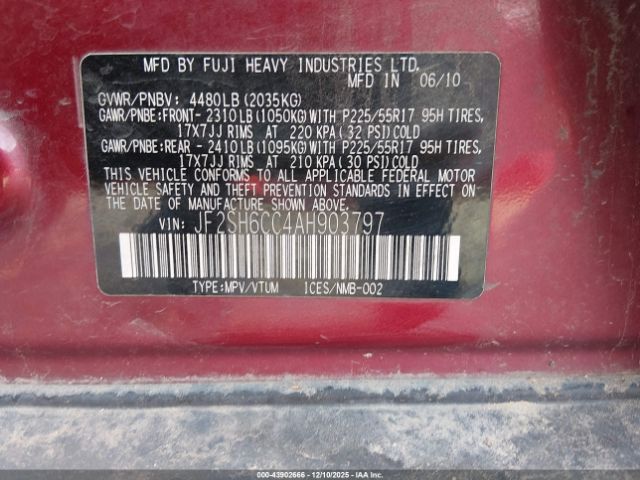 MFD BY FUJI HEAVY INDUSTRIES LTD.
MFD IN 06/10
GVWR/PNBV: 4480LB(2035KG)
GAWR/PNBE:FRONT- 2310LB(1050KG)WITH P225/55R17 95H TIRES,
17X7JJ RIMS AT 220 KPA(32 PSI)COLD
GAWR/PNBE:REAR - 2410LB(1095KG)WITH P225/55R17 95H TIRES,
17X7JJ RIMS AT 210 KPA(30 PSI)COLD
THIS VEHICLE CONFORMS TO ALL APPLICABLE FEDERAL MOTOR
VEHICLE SAFETY AND THEFT PREVENTION STANDARDS IN EFFECT ON
THE DATE OF MANUFACTURE SHOWN ABOVE.
VIN: JF2SH6CC4AH903797
TYPE:MPV/VTUM ICES/NMB-002
000-43902666 - 12/10/2025 - IAAI, Inc.